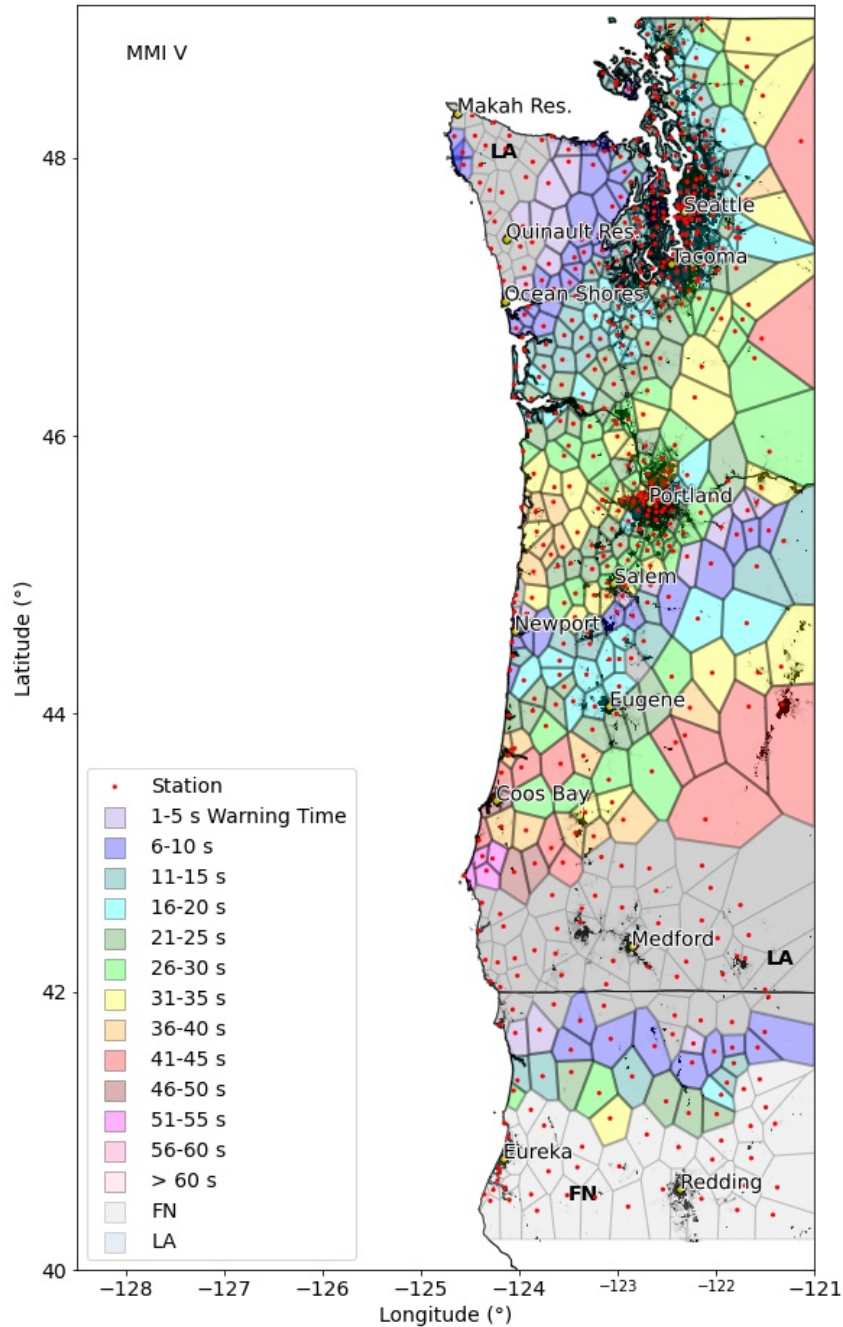 MMI V
Makah Res.
LA
Seattle
Quinault Res.
Tacoma
Ocean Shores
Portland
Salem
Newport
Eugene
Coos Bay
Medford
LA
Eureka
Redding
FN
Station
1-5 s Warning Time
6-10 s
11-15 s
16-20 s
21-25 s
26-30 s
31-35 s
36-40 s
41-45 s
46-50 s
51-55 s
56-60 s
> 60 s
FN
LA
48
46
44
42
40
Latitude (°)
−128 −127 −126 −125 −124 −123 −122 −121
Longitude (°)